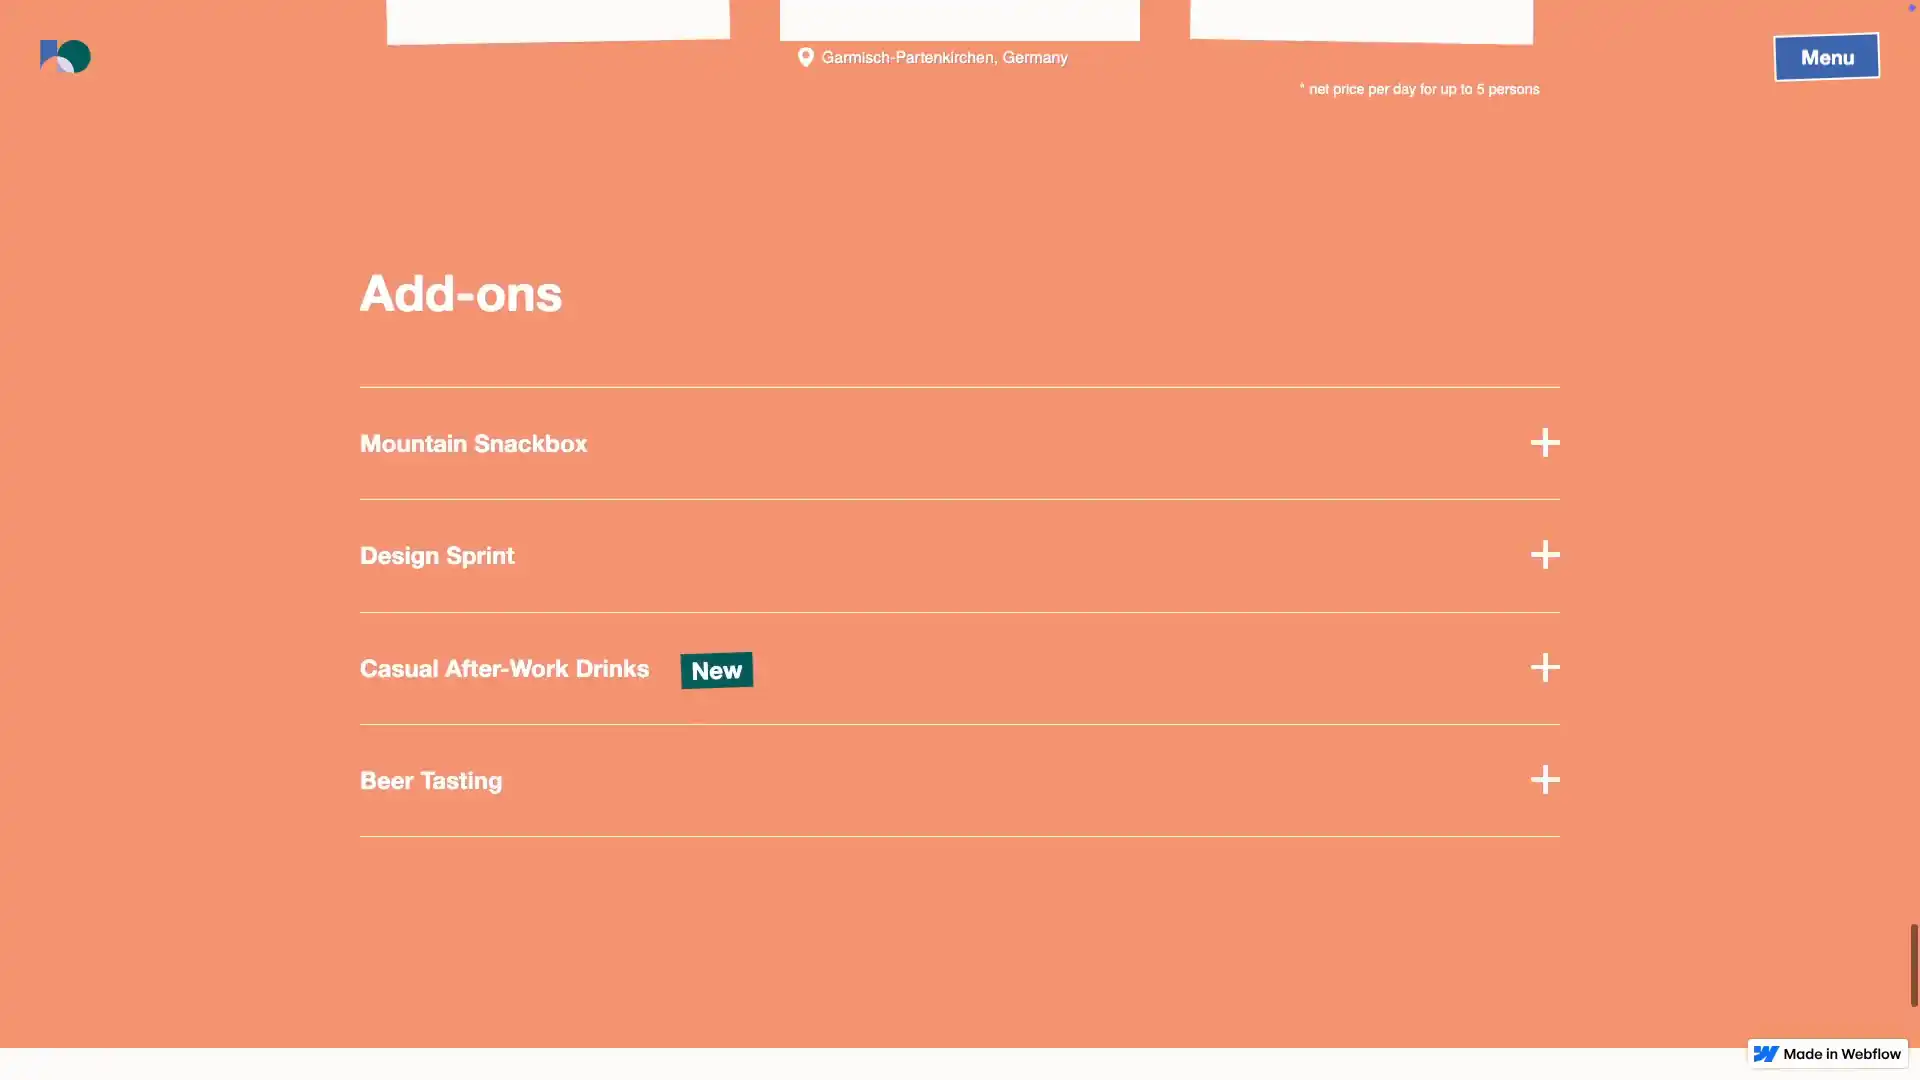 Garmisch-Partenkirchen, Germany
Menu
* net price per day for up to 5 persons
Add-ons
Mountain Snackbox
Design Sprint
Casual After-Work Drinks New
Beer Tasting
Made in Webflow